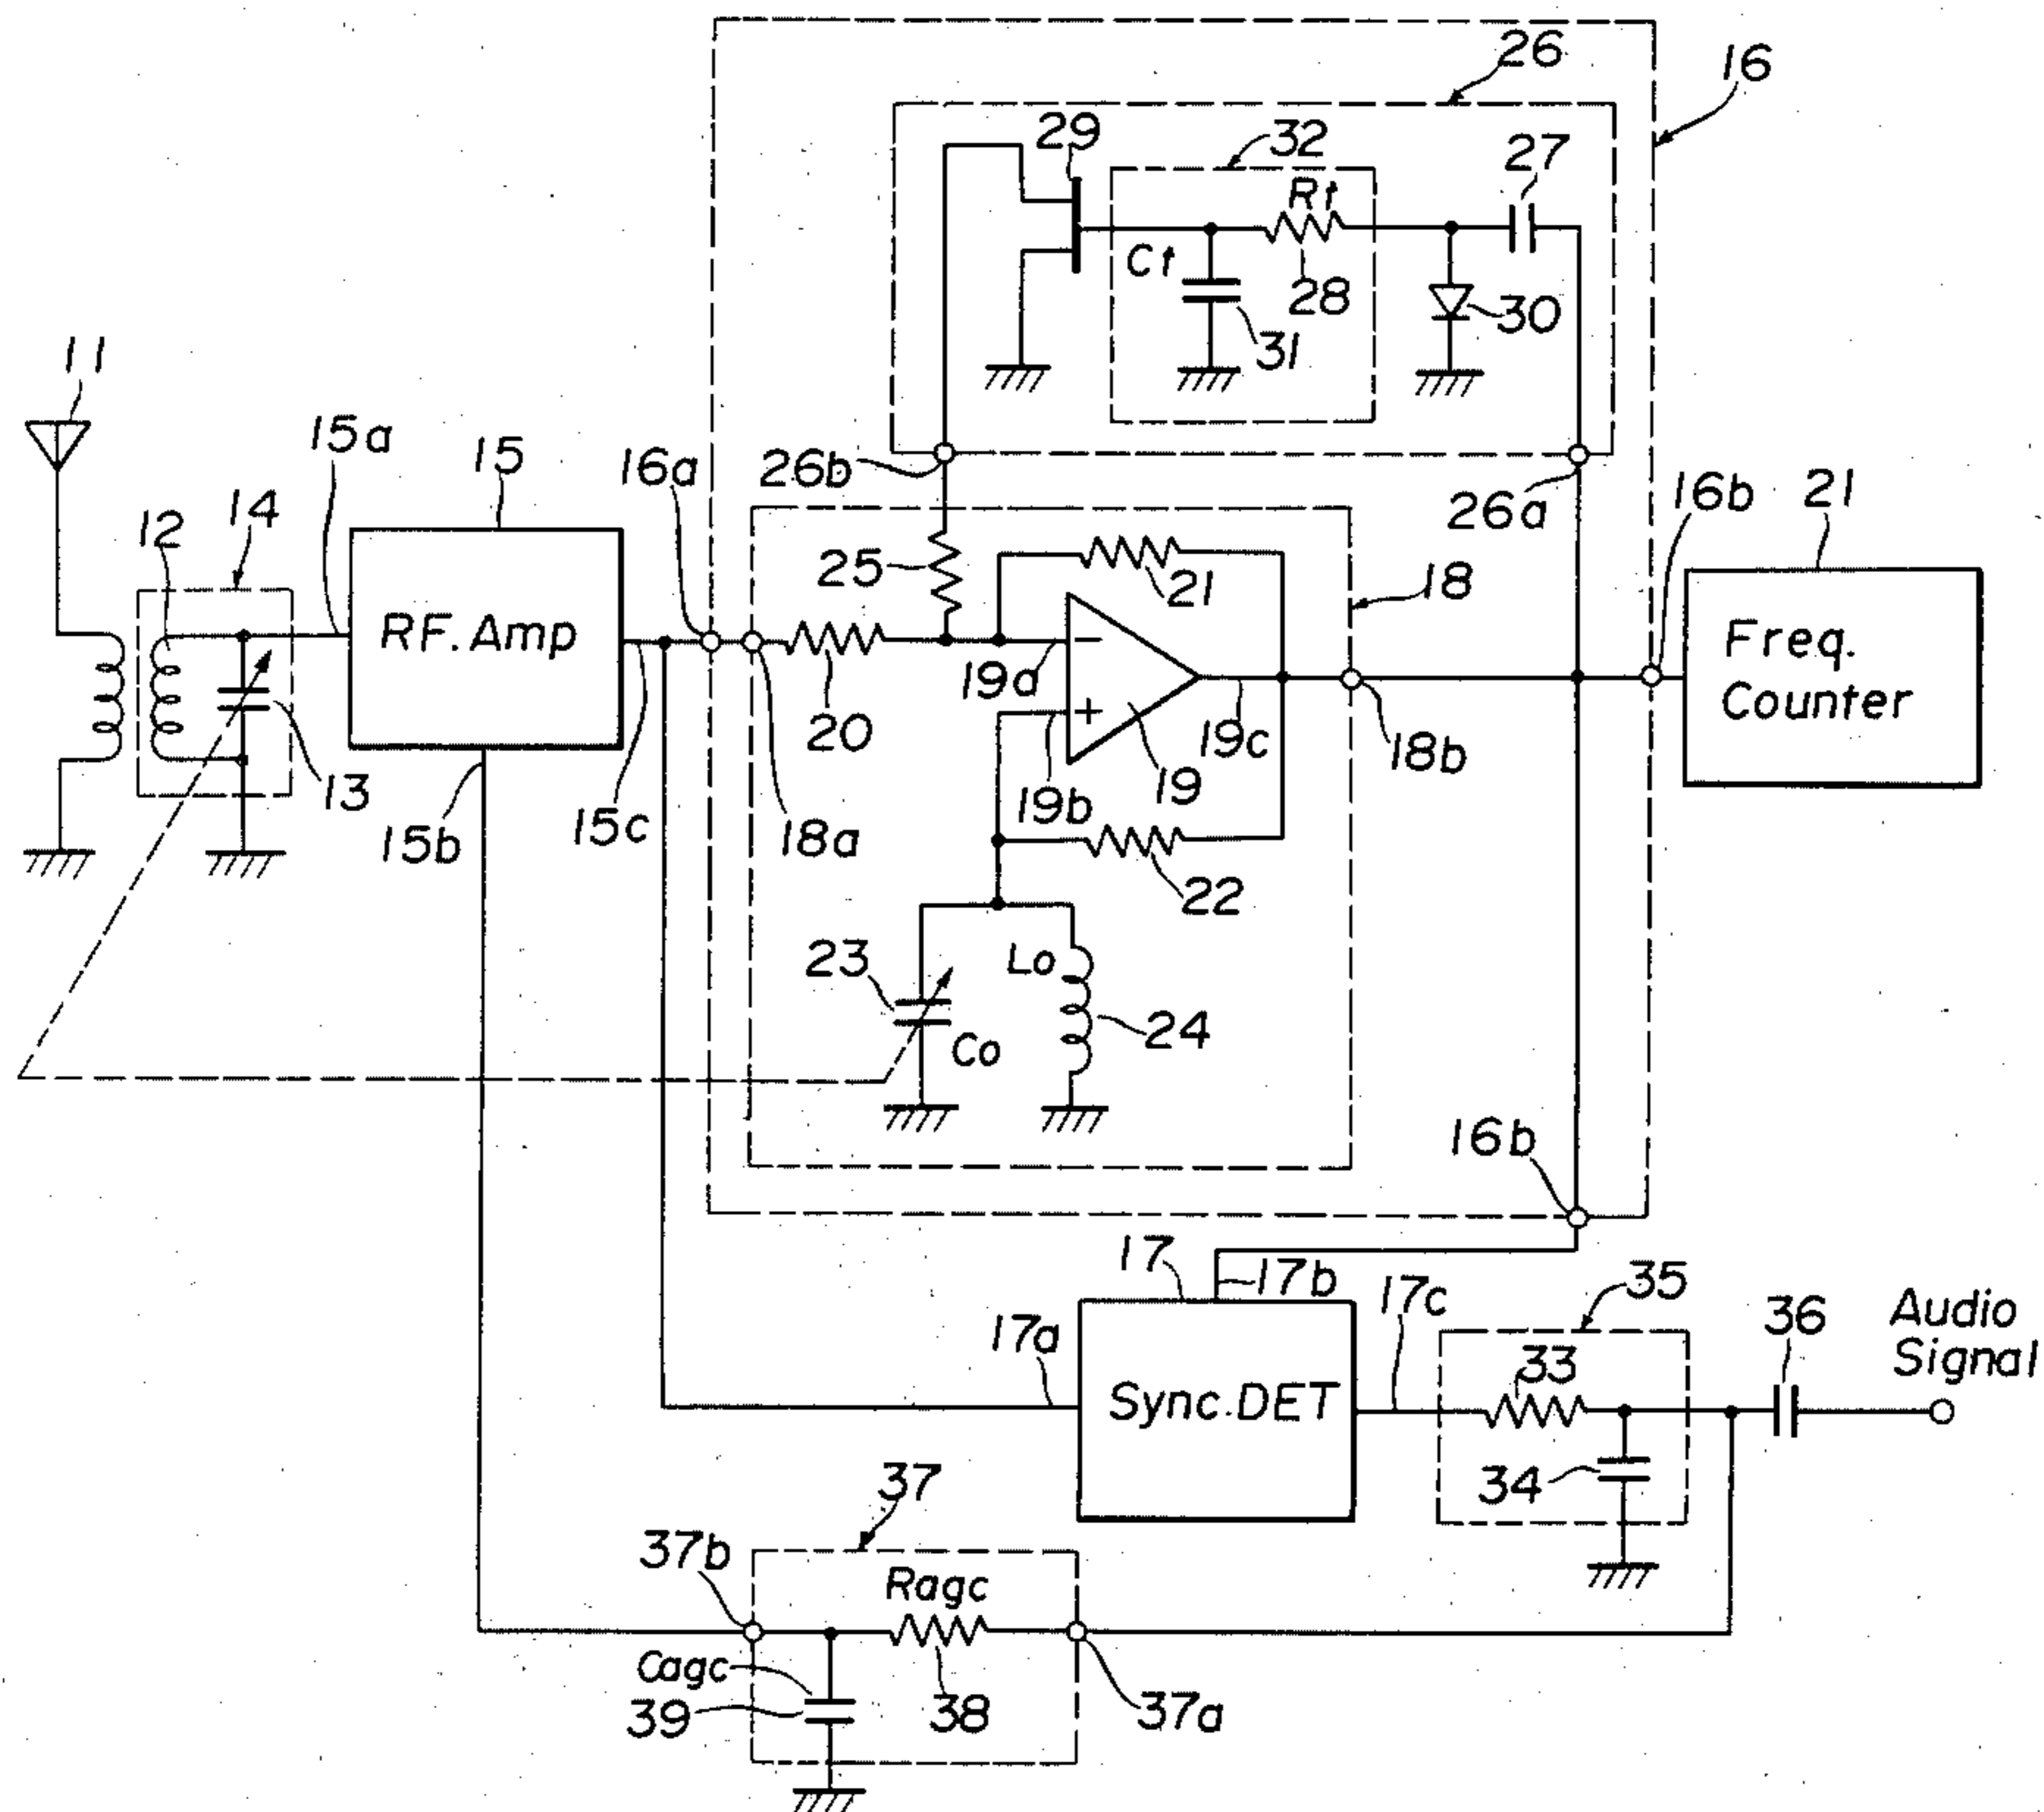 26
16
29
32
27
Rt
Ct
28
30
31
11
15a
15
16a
26b
26a
16b
21
12
14
25
21
18
RF. Amp
Freq.
Counter
19a
20
19c
18b
13
19b
19
15b
15c
18a
22
23
Lo
24
Co
16b
17
17b
17c
35
36
Audio
Signal
17a
33
Sync. DET
34
37
37b
Ragc
Cagc
39
38
37a